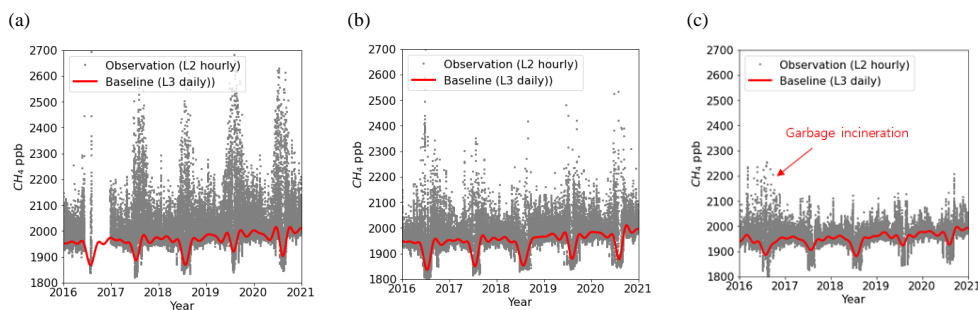 (a)
2700
2600
2500
2400
2300
2200
2100
2000
1900
1800
CH4 ppb
Observation (L2 hourly)
Baseline (L3 daily))
2016 2017 2018 2019 2020 2021
Year
(b)
2700
2600
2500
2400
2300
2200
2100
2000
1900
1800
CH4 ppb
Observation (L2 hourly)
Baseline (L3 daily))
2016 2017 2018 2019 2020 2021
Year
(c)
2700
2600
2500
2400
2300
2200
2100
2000
1900
1800
CH4 ppb
Observation (L2 hourly)
Baseline (L3 daily))
Garbage incineration
2016 2017 2018 2019 2020 2021
Year